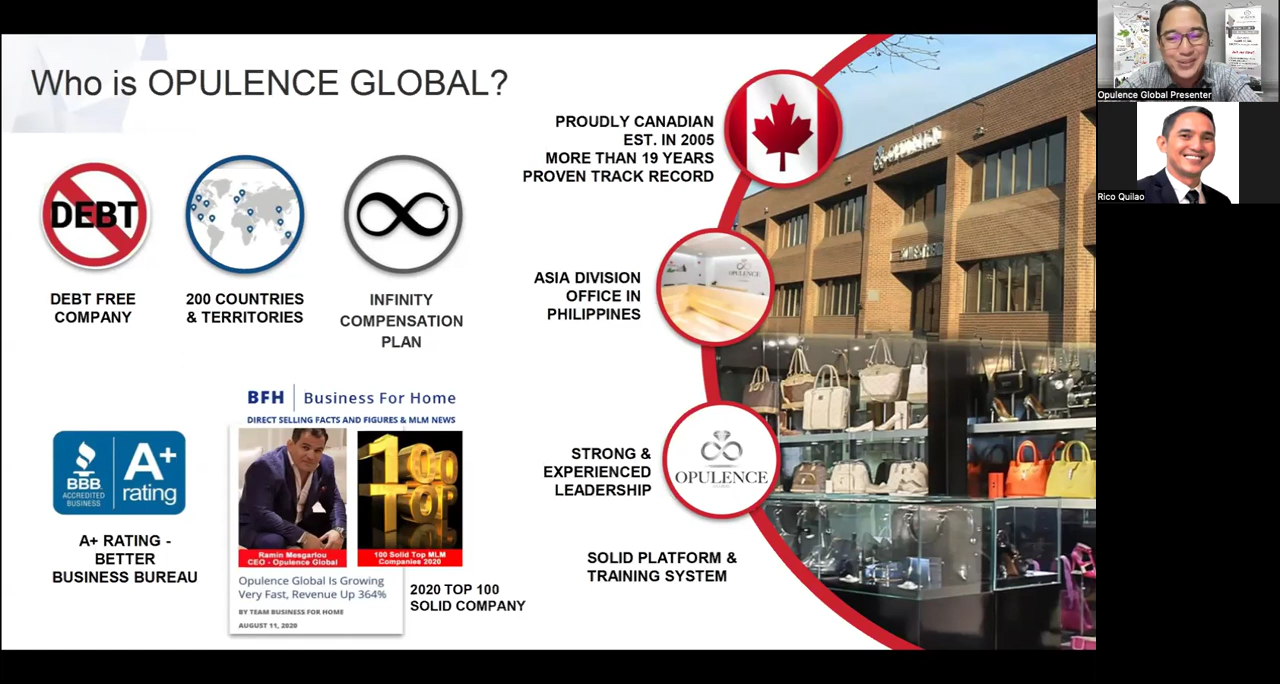 Who is OPULENCE GLOBAL?
DEBT
DEBT FREE
COMPANY
200 COUNTRIES
& TERRITORIES
INFINITY
COMPENSATION
PLAN
BBB
ACCREDITED
BUSINESS
A+
rating
A+ RATING -
BETTER
BUSINESS BUREAU
BFH Business For Home
DIRECT SELLING FACTS AND FIGURES & MLM NEWS
100
TOP
Ramin Mesgarlou
CEO - Opulence Global
100 Solid Top MLM
Companies 2020
Opulence Global Is Growing
Very Fast, Revenue Up 364%
BY TEAM BUSINESS FOR HOME
AUGUST 11, 2020
2020 TOP 100
SOLID COMPANY
PROUDLY CANADIAN
EST. IN 2005
MORE THAN 19 YEARS
PROVEN TRACK RECORD
ASIA DIVISION
OFFICE IN
PHILIPPINES
OPULENCE
STRONG &
EXPERIENCED
LEADERSHIP
OPULENCE
SOLID PLATFORM &
TRAINING SYSTEM
Opulence Global Presenter
Rico Quilao